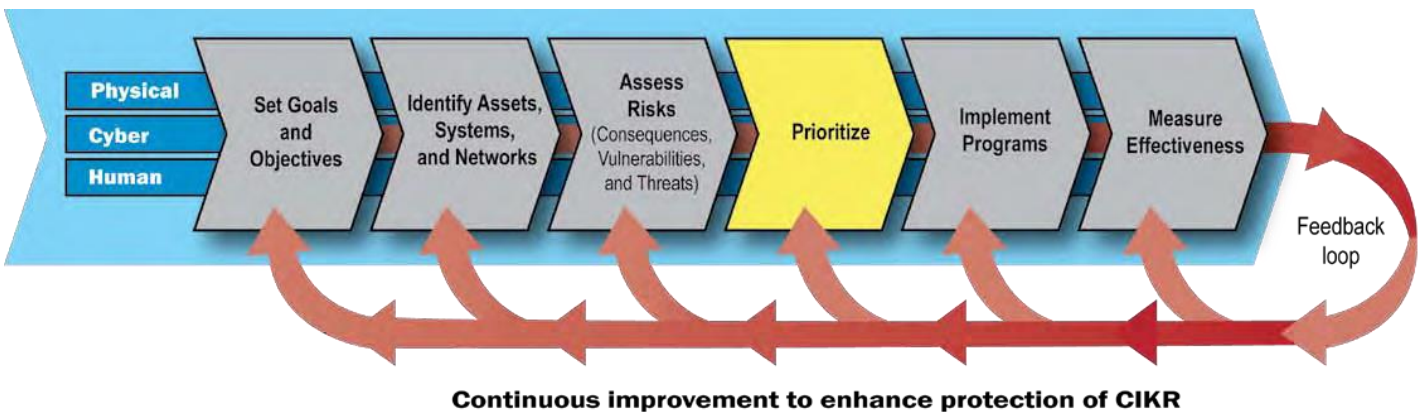 Physical
Cyber
Human
Set Goals
and
Objectives
Identify Assets,
Systems,
and Networks
Assess
Risks
(Consequences,
Vulnerabilities,
and Threats)
Prioritize
Implement
Programs
Measure
Effectiveness
Feedback
loop
Continuous improvement to enhance protection of CIKR